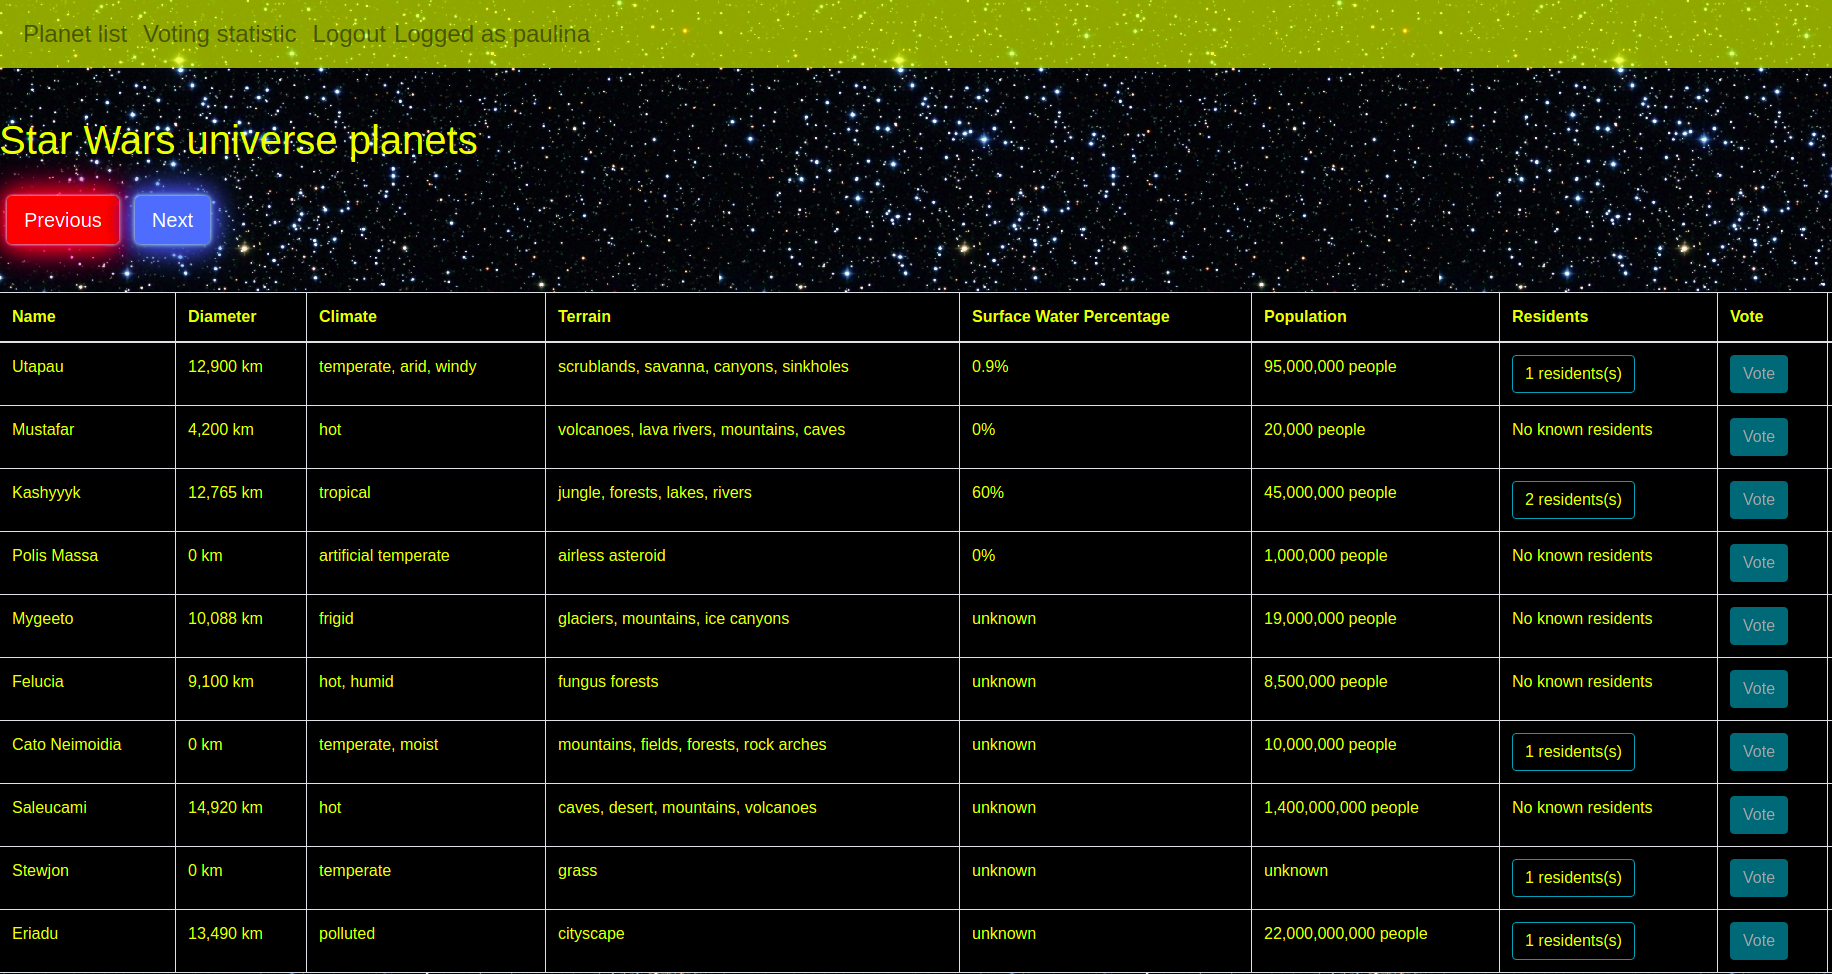 Planet list Voting statistic Logout Logged as paulina
Star Wars universe planets
Previous Next
Name Diameter Climate Terrain Surface Water Percentage Population Residents Vote
Utapau 12,900 km temperate, arid, windy scrublands, savanna, canyons, sinkholes 0.9% 95,000,000 people 1 residents(s) Vote
Mustafar 4,200 km hot volcanoes, lava rivers, mountains, caves 0% 20,000 people No known residents Vote
Kashyyyk 12,765 km tropical jungle, forests, lakes, rivers 60% 45,000,000 people 2 residents(s) Vote
Polis Massa 0 km artificial temperate airless asteroid 0% 1,000,000 people No known residents Vote
Mygeeto 10,088 km frigid glaciers, mountains, ice canyons unknown 19,000,000 people No known residents Vote
Felucia 9,100 km hot, humid fungus forests unknown 8,500,000 people No known residents Vote
Cato Neimoidia 0 km temperate, moist mountains, fields, forests, rock arches unknown 10,000,000 people 1 residents(s) Vote
Saleucami 14,920 km hot caves, desert, mountains, volcanoes unknown 1,400,000,000 people No known residents Vote
Stewjon 0 km temperate grass unknown unknown 1 residents(s) Vote
Eriadu 13,490 km polluted cityscape unknown 22,000,000,000 people 1 residents(s) Vote